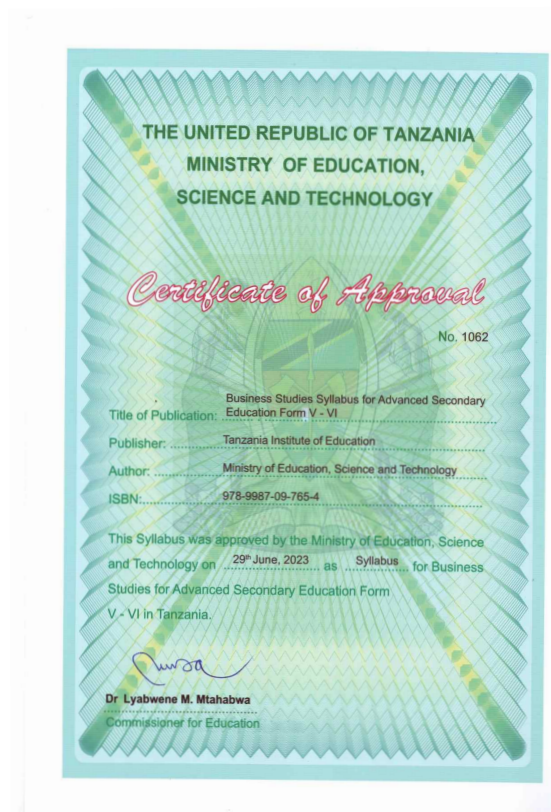 THE UNITED REPUBLIC OF TANZANIA
MINISTRY OF EDUCATION,
SCIENCE AND TECHNOLOGY
Certificate of Approval
No. 1062
Business Studies Syllabus for Advanced Secondary
Title of Publication: Education Form V - VI
Publisher: Tanzania Institute of Education
Author: Ministry of Education, Science and Technology
ISBN: 978-9987-09-765-4
This Syllabus was approved by the Ministry of Education, Science
and Technology on 29th June, 2023 as Syllabus for Business
Studies for Advanced Secondary Education Form
V - VI in Tanzania.
Dr Lyabwene M. Mtahabwa
Commissioner for Education